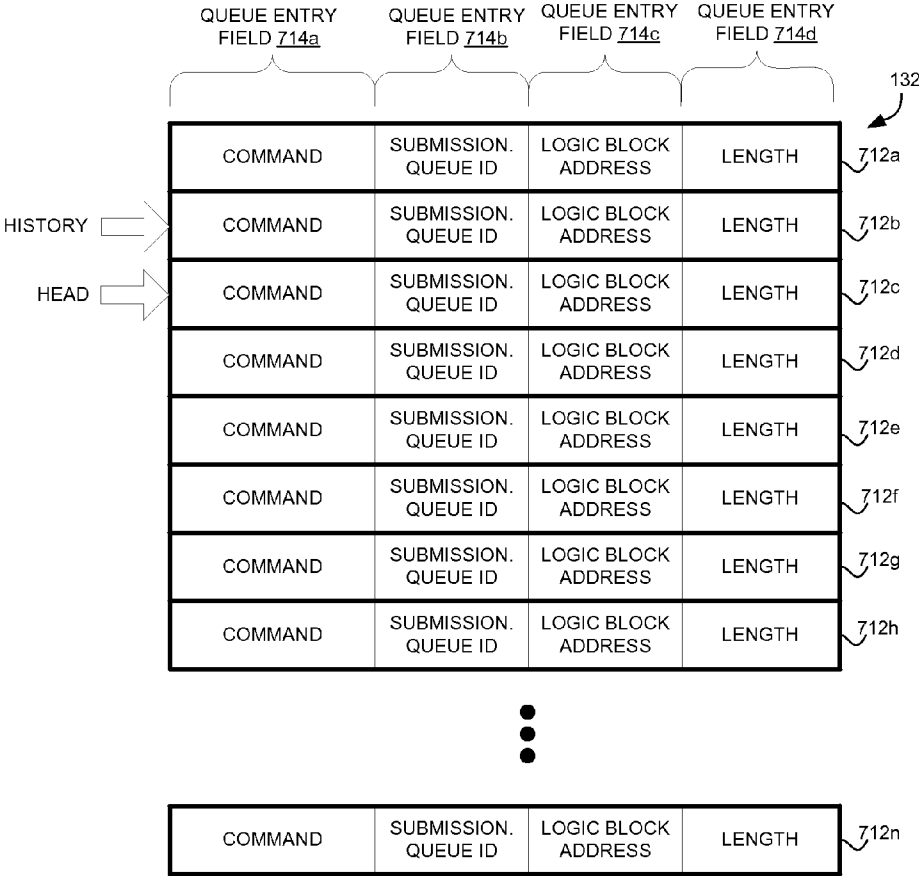 QUEUE ENTRY
FIELD 714a
QUEUE ENTRY
FIELD 714b
QUEUE ENTRY
FIELD 714c
QUEUE ENTRY
FIELD 714d
132
COMMAND
SUBMISSION.
QUEUE ID
LOGIC BLOCK
ADDRESS
LENGTH
712a
HISTORY
COMMAND
SUBMISSION.
QUEUE ID
LOGIC BLOCK
ADDRESS
LENGTH
712b
HEAD
COMMAND
SUBMISSION.
QUEUE ID
LOGIC BLOCK
ADDRESS
LENGTH
712c
COMMAND
SUBMISSION.
QUEUE ID
LOGIC BLOCK
ADDRESS
LENGTH
712d
COMMAND
SUBMISSION.
QUEUE ID
LOGIC BLOCK
ADDRESS
LENGTH
712e
COMMAND
SUBMISSION.
QUEUE ID
LOGIC BLOCK
ADDRESS
LENGTH
712f
COMMAND
SUBMISSION.
QUEUE ID
LOGIC BLOCK
ADDRESS
LENGTH
712g
COMMAND
SUBMISSION.
QUEUE ID
LOGIC BLOCK
ADDRESS
LENGTH
712h
COMMAND
SUBMISSION.
QUEUE ID
LOGIC BLOCK
ADDRESS
LENGTH
712n